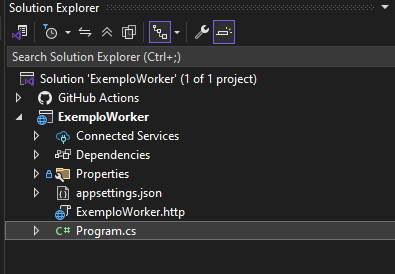 Solution Explorer
Search Solution Explorer (Ctrl+;)
Solution 'ExemploWorker' (1 of 1 project)
GitHub Actions
ExemploWorker
Connected Services
Dependencies
Properties
appsettings.json
ExemploWorker.http
C# Program.cs